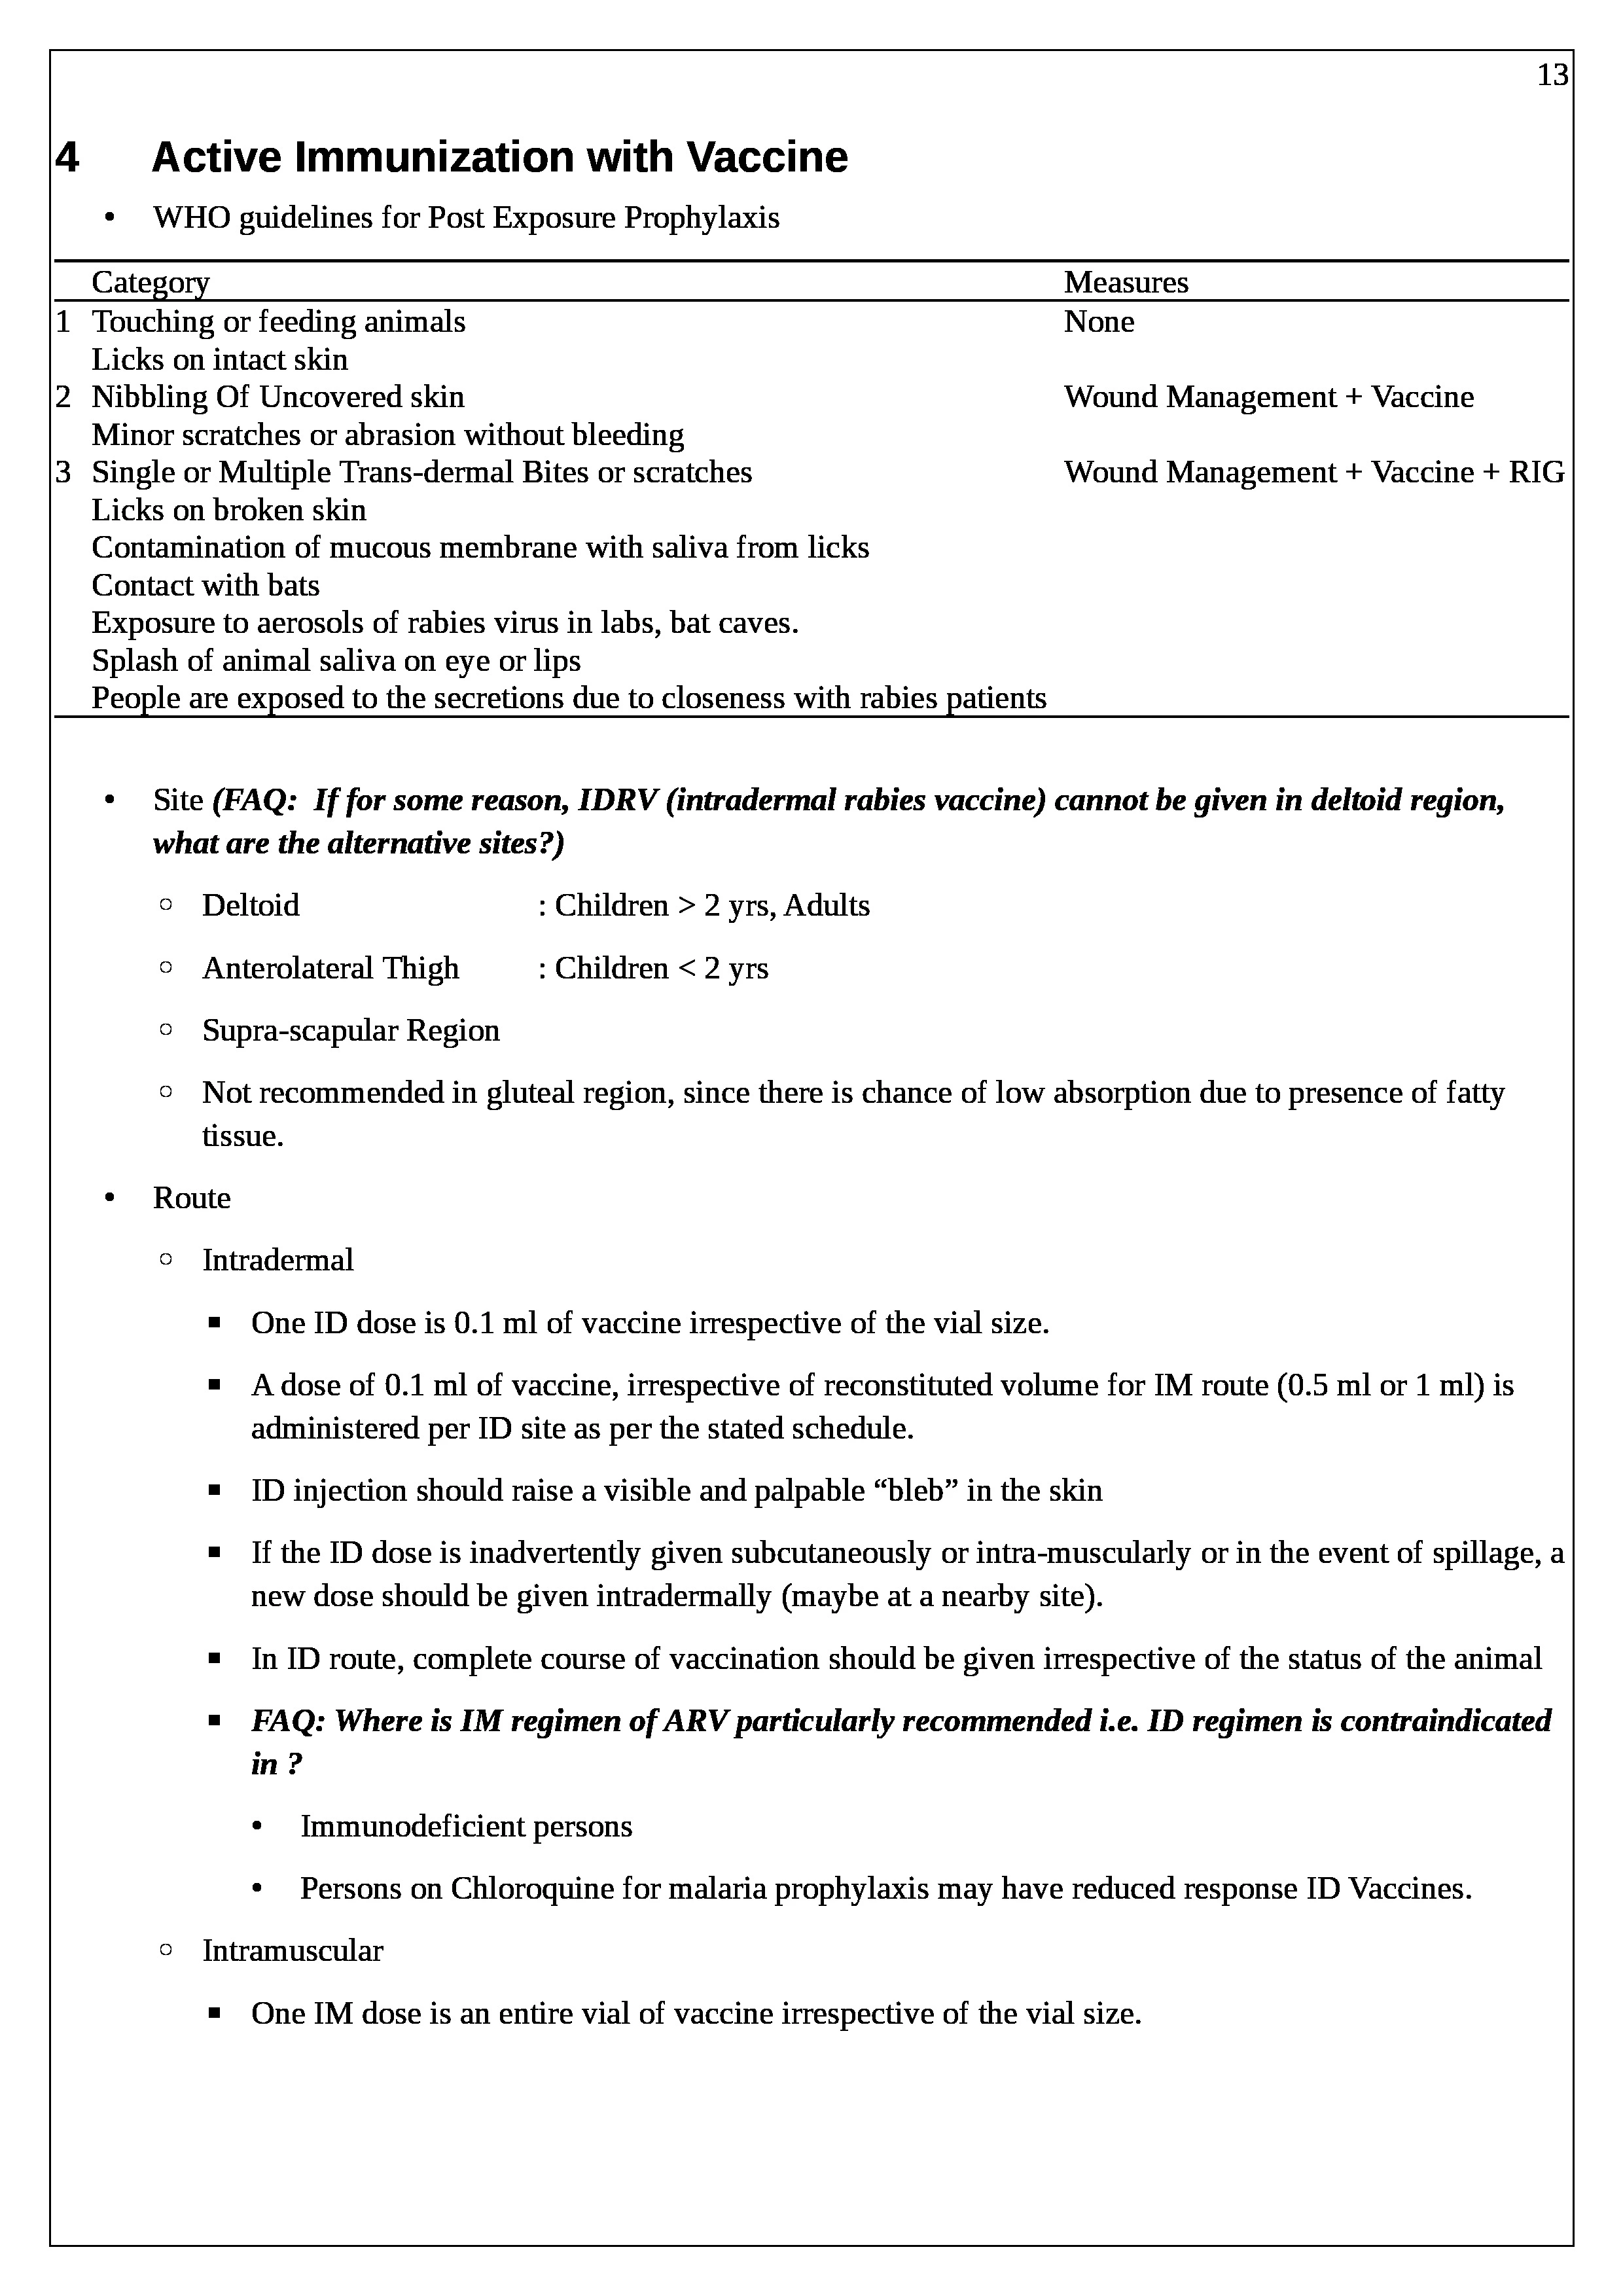 13
4 Active Immunization with Vaccine
• WHO guidelines for Post Exposure Prophylaxis
Category Measures
1 Touching or feeding animals None
Licks on intact skin
2 Nibbling Of Uncovered skin Wound Management + Vaccine
Minor scratches or abrasion without bleeding
3 Single or Multiple Trans-dermal Bites or scratches Wound Management + Vaccine + RIG
Licks on broken skin
Contamination of mucous membrane with saliva from licks
Contact with bats
Exposure to aerosols of rabies virus in labs, bat caves.
Splash of animal saliva on eye or lips
People are exposed to the secretions due to closeness with rabies patients
• Site (FAQ: If for some reason, IDRV (intradermal rabies vaccine) cannot be given in deltoid region,
what are the alternative sites?)
○ Deltoid : Children > 2 yrs, Adults
○ Anterolateral Thigh : Children < 2 yrs
○ Supra-scapular Region
○ Not recommended in gluteal region, since there is chance of low absorption due to presence of fatty
tissue.
• Route
○ Intradermal
▪ One ID dose is 0.1 ml of vaccine irrespective of the vial size.
▪ A dose of 0.1 ml of vaccine, irrespective of reconstituted volume for IM route (0.5 ml or 1 ml) is
administered per ID site as per the stated schedule.
▪ ID injection should raise a visible and palpable “bleb” in the skin
▪ If the ID dose is inadvertently given subcutaneously or intra-muscularly or in the event of spillage, a
new dose should be given intradermally (maybe at a nearby site).
▪ In ID route, complete course of vaccination should be given irrespective of the status of the animal
▪ FAQ: Where is IM regimen of ARV particularly recommended i.e. ID regimen is contraindicated
in ?
• Immunodeficient persons
• Persons on Chloroquine for malaria prophylaxis may have reduced response ID Vaccines.
○ Intramuscular
▪ One IM dose is an entire vial of vaccine irrespective of the vial size.